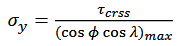 σ_y = τ_crss / (cos ϕ cos λ)_max